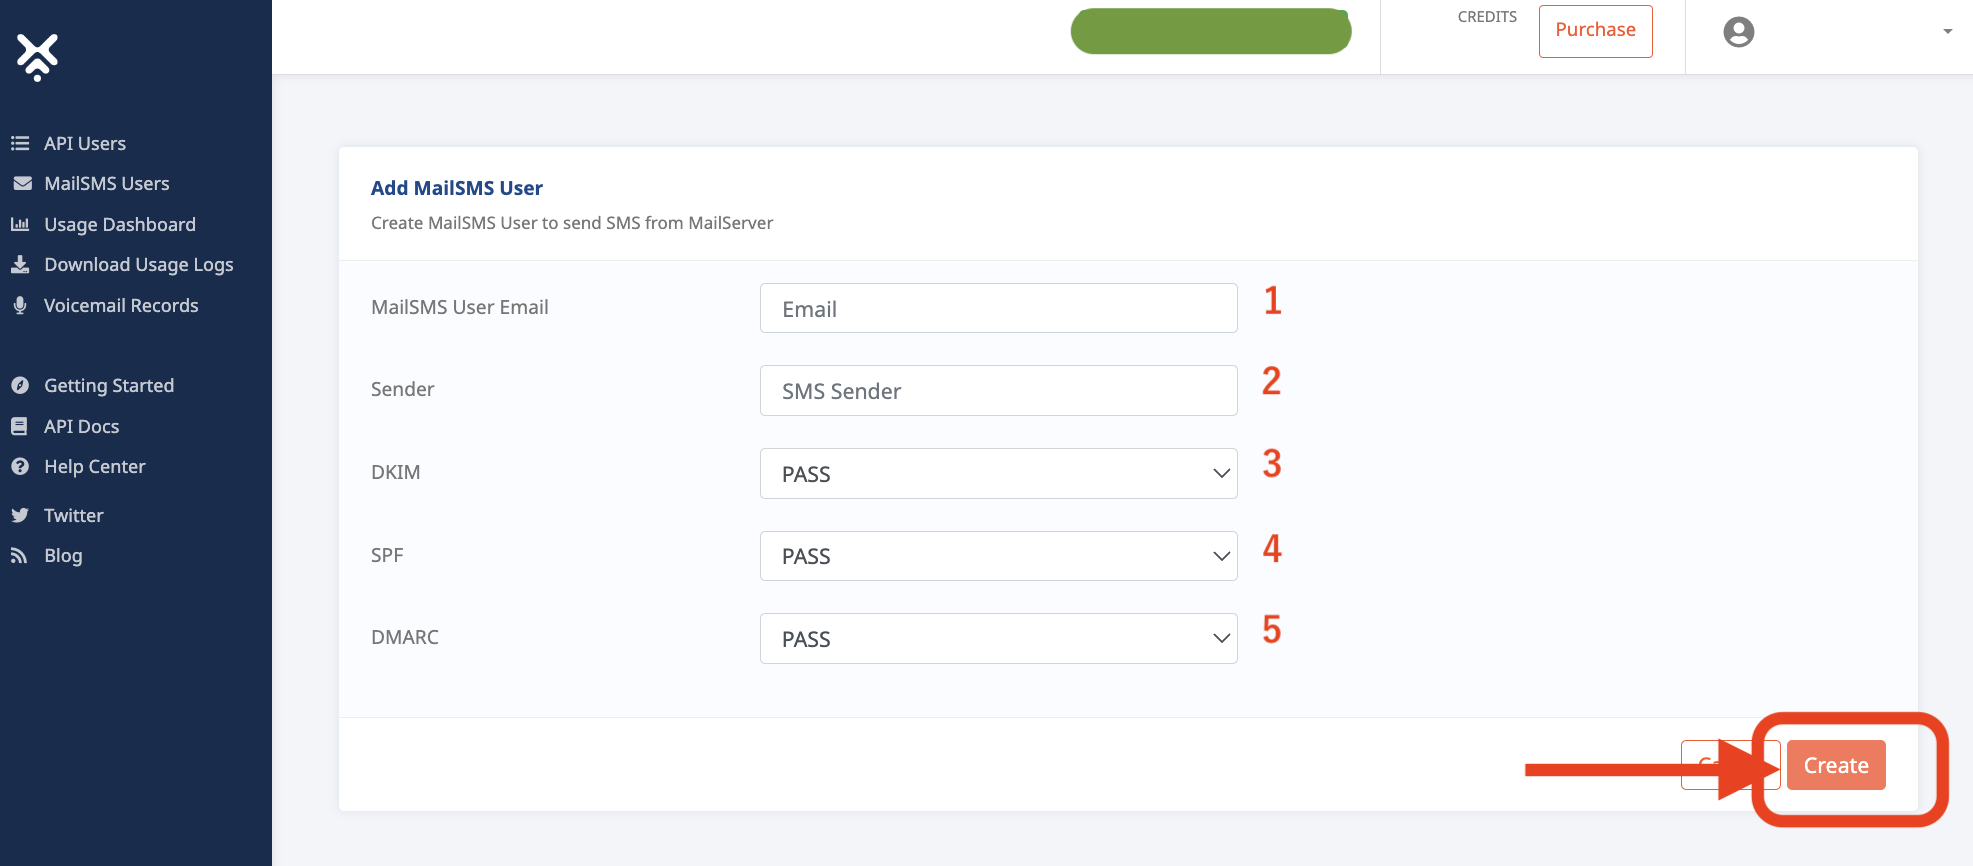 CREDITS
Purchase
API Users
MailSMS Users
Usage Dashboard
Download Usage Logs
Voicemail Records
Getting Started
API Docs
Help Center
Twitter
Blog
Add MailSMS User
Create MailSMS User to send SMS from MailServer
MailSMS User Email Email 1
Sender SMS Sender 2
DKIM PASS 3
SPF PASS 4
DMARC PASS 5
Create